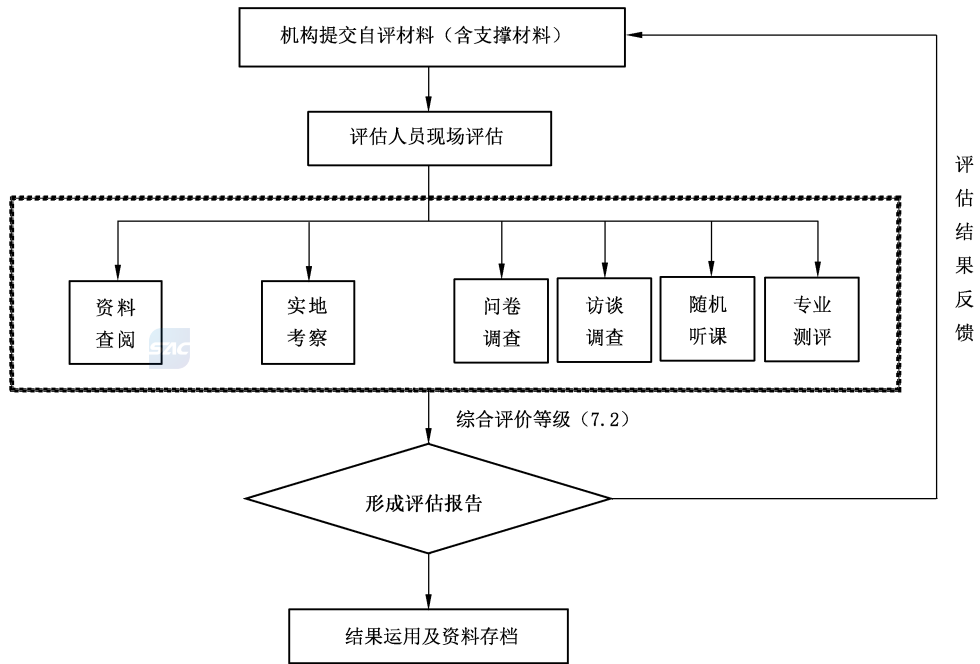 机构提交自评材料（含支撑材料）
评估人员现场评估
资料
查阅
实地
考察
问卷
调查
访谈
调查
随机
听课
专业
测评
SZAC
综合评价等级（7.2）
形成评估报告
结果运用及资料存档
评估结果反馈